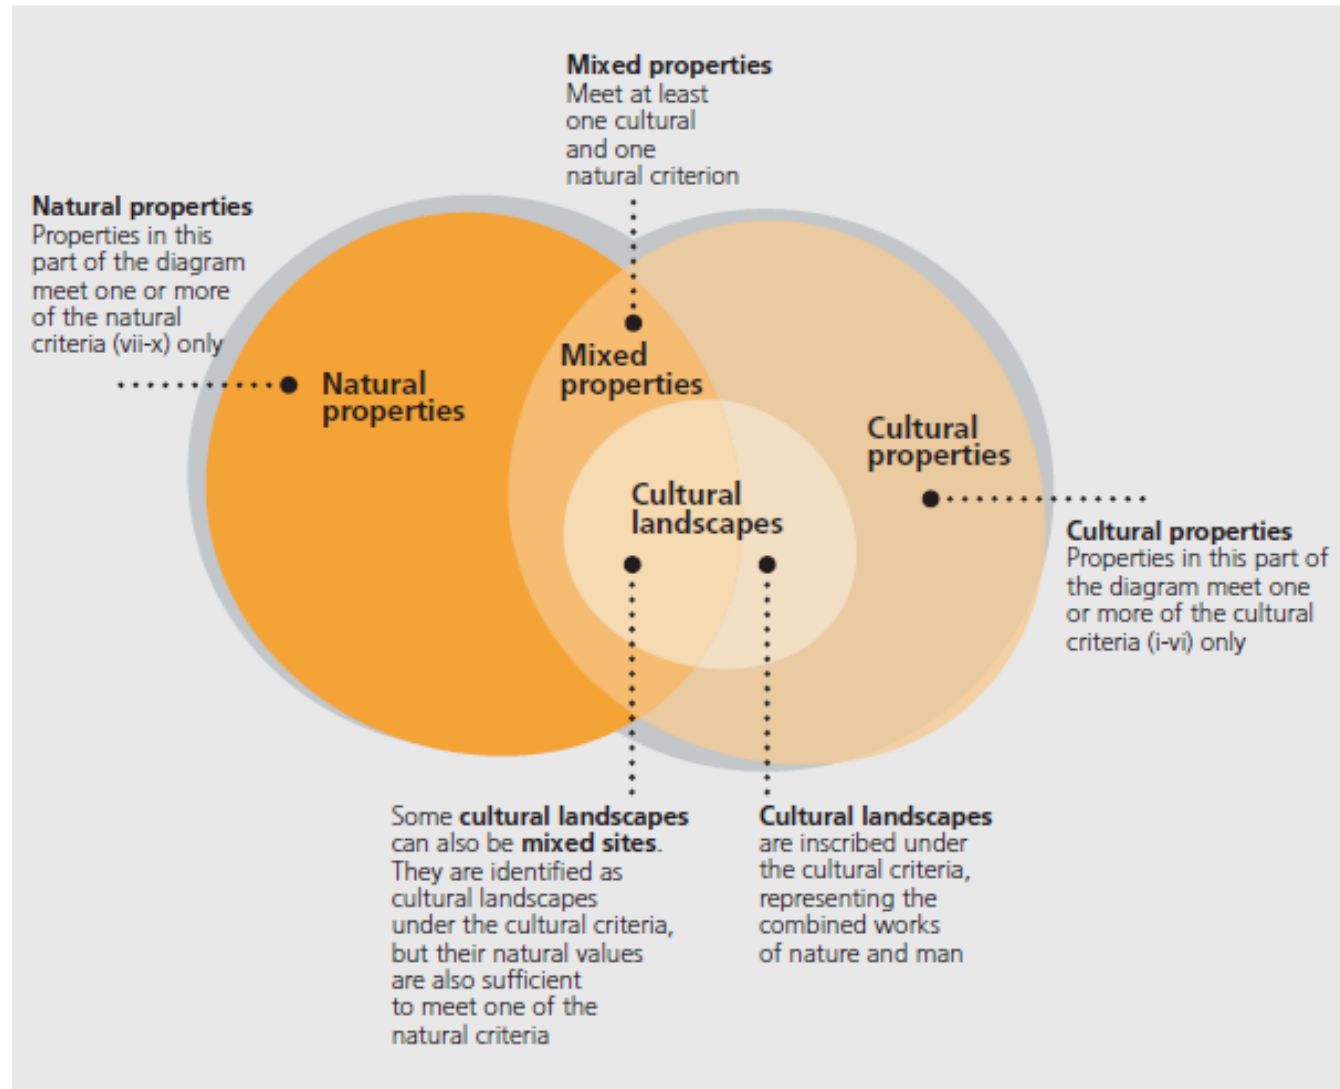 Mixed properties
Meet at least
one cultural
and one
natural criterion
Natural properties
Properties in this
part of the diagram
meet one or more
of the natural
criteria (vii-x) only
Mixed
properties
Natural
properties
Cultural
properties
Cultural
landscapes
Cultural properties
Properties in this part of
the diagram meet one
or more of the cultural
criteria (i-vi) only
Some cultural landscapes
can also be mixed sites.
They are identified as
cultural landscapes
under the cultural criteria,
but their natural values
are also sufficient
to meet one of the
natural criteria
Cultural landscapes
are inscribed under
the cultural criteria,
representing the
combined works
of nature and man